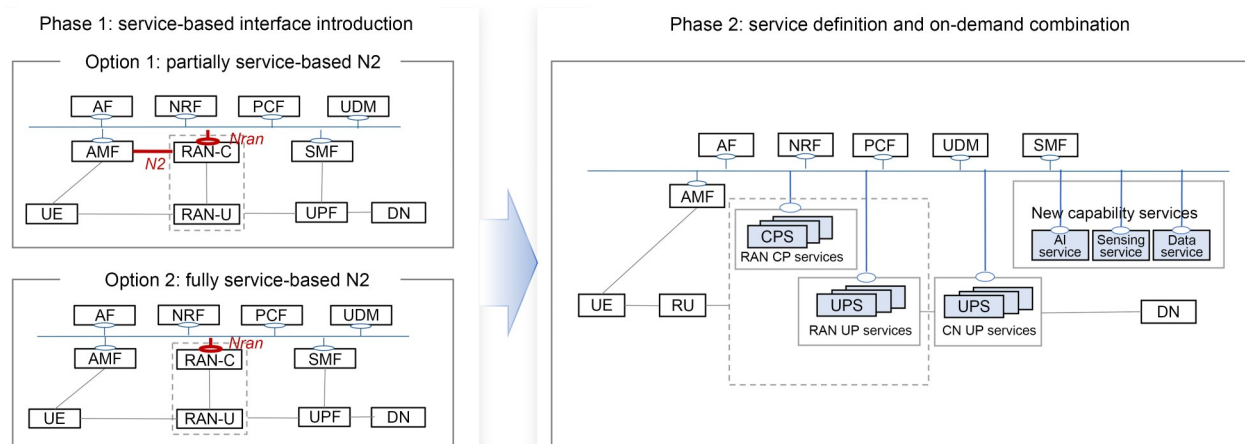 Phase 1: service-based interface introduction
Option 1: partially service-based N2
AF NRF PCF UDM
Nran
AMF N2 RAN-C SMF
UE RAN-U UPF DN
Option 2: fully service-based N2
AF NRF PCF UDM
Nran
AMF RAN-C SMF
UE RAN-U UPF DN
Phase 2: service definition and on-demand combination
AF NRF PCF UDM SMF
AMF
New capability services
CPS
RAN CP services
AI service
Sensing service
Data service
UE RU
UPS
RAN UP services
UPS
CN UP services
DN